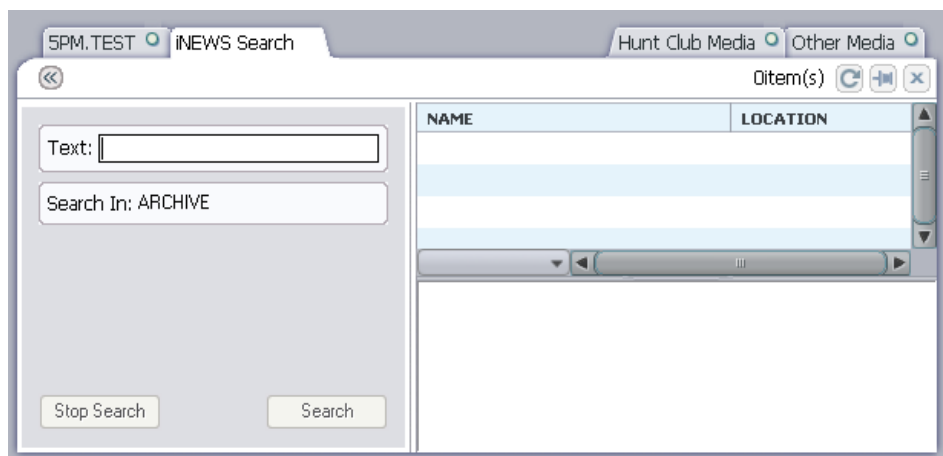 5PM.TEST iNEWS Search Hunt Club Media Other Media
0item(s)
Text:
Search In: ARCHIVE
Stop Search Search
NAME LOCATION